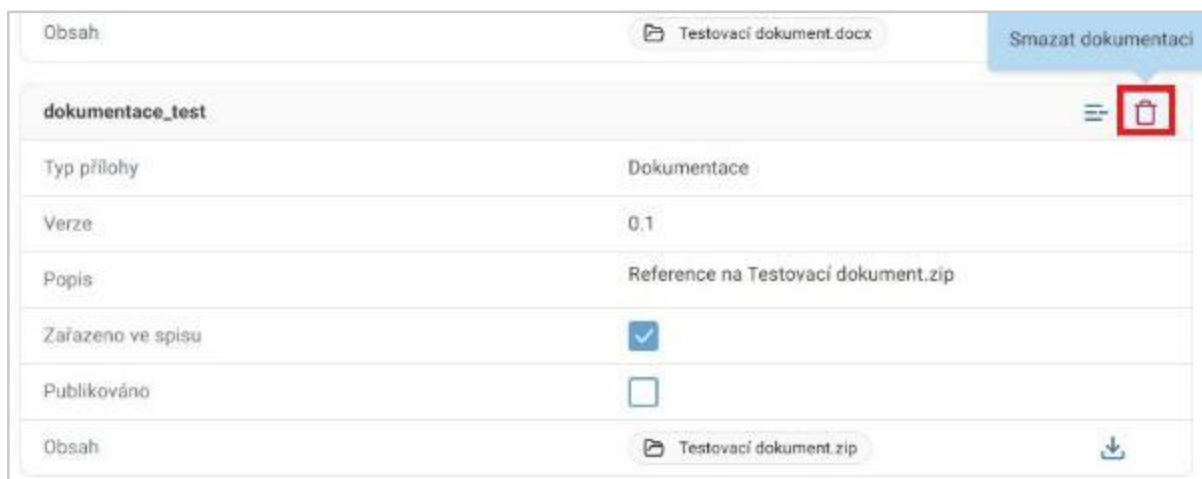 Obsah Testovací dokument.docx
Smazat dokumentaci
dokumentace_test
Typ přílohy Dokumentace
Verze 0.1
Popis Reference na Testovací dokument.zip
Zařazeno ve spisu
Publikováno
Obsah Testovací dokument.zip